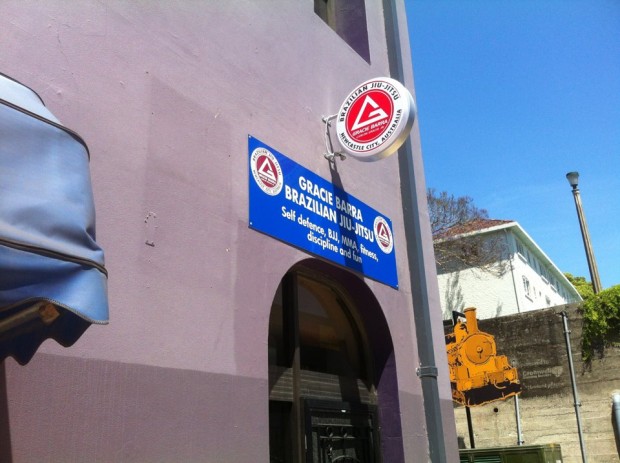 BRAZILIAN JIU-JITSU
GRACIE BARRA
NEWCASTLE CITY, AUSTRALIA
GRACIE BARRA
BRAZILIAN JIU-JITSU
Self defence, BJJ, MMA, fitness,
discipline and fun